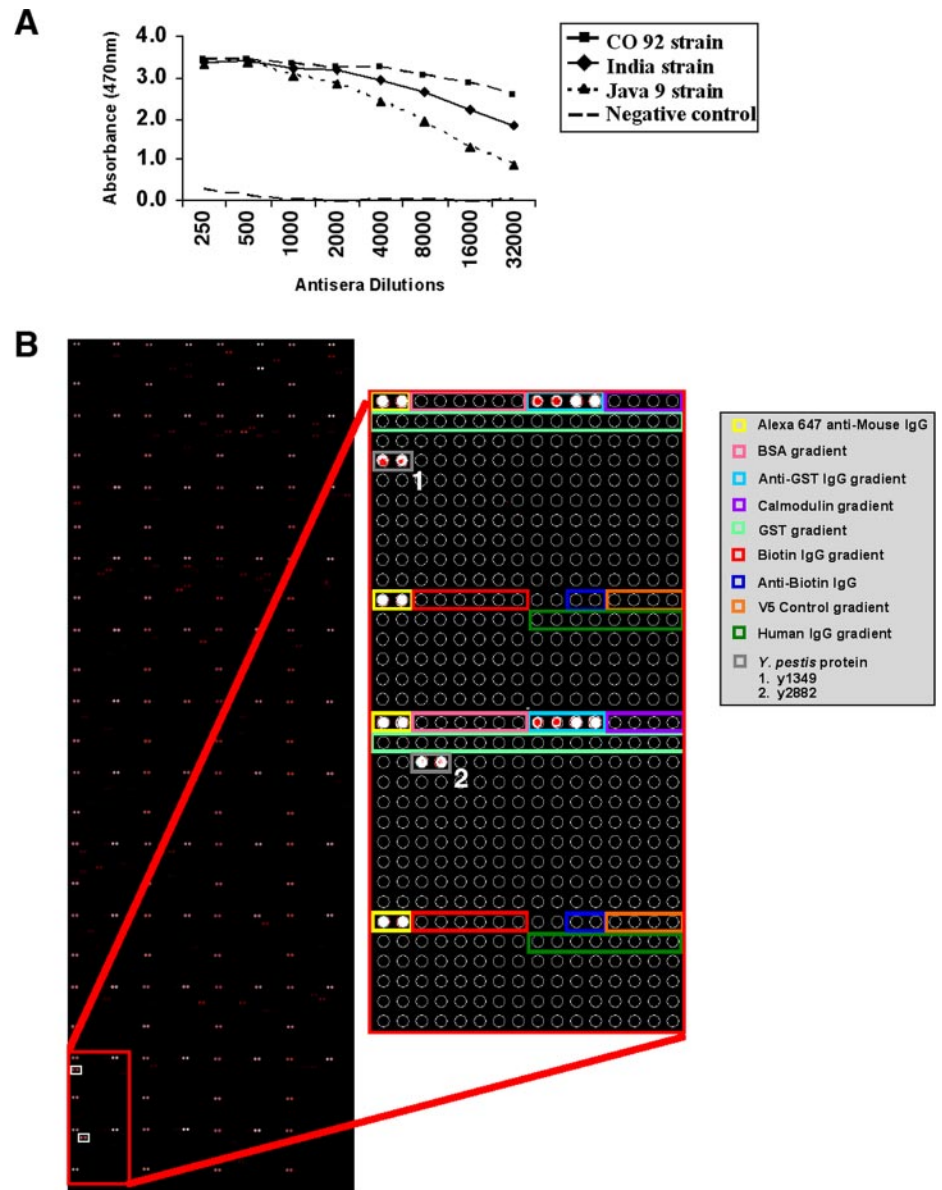 A
4.0
3.0
2.0
1.0
0.0
Absorbance (470nm)
250
500
1000
2000
4000
8000
16000
32000
Antisera Dilutions
CO 92 strain
India strain
Java 9 strain
Negative control
B
1
2
Alexa 647 anti-Mouse IgG
BSA gradient
Anti-GST IgG gradient
Calmodulin gradient
GST gradient
Biotin IgG gradient
Anti-Biotin IgG
V5 Control gradient
Human IgG gradient
Y. pestis protein
1. y1349
2. y2882